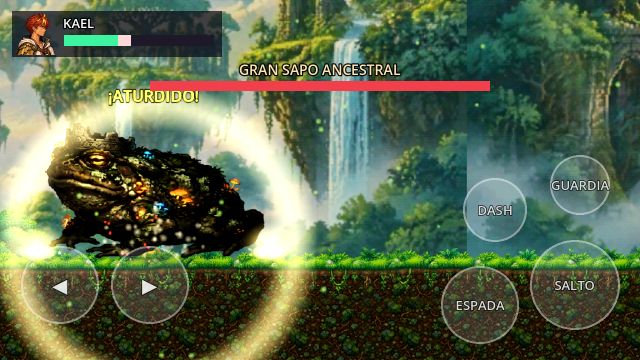 KAEL
GRAN SAPO ANCESTRAL
¡ATURDIDO!
GUARDIA
DASH
SALTO
ESPADA